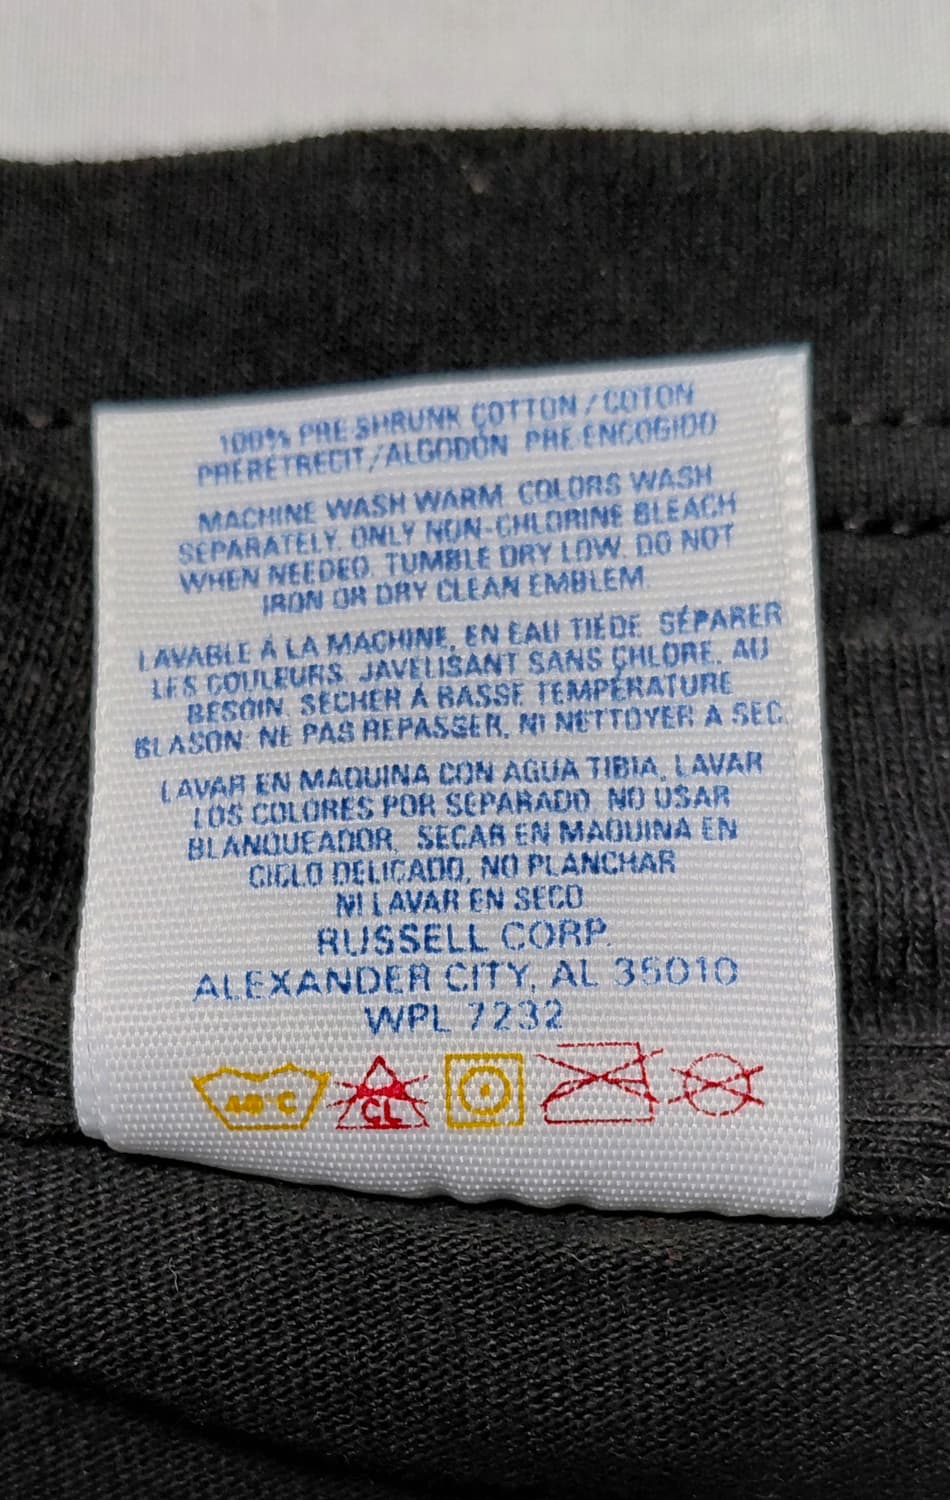 100% PRE-SHRUNK COTTON / COTON
PRÉRÉTRÉCIT/ALGODÓN PRE-ENCOGIDO
MACHINE WASH WARM. COLORS WASH
SEPARATELY. ONLY NON-CHLORINE BLEACH
WHEN NEEDED. TUMBLE DRY LOW. DO NOT
IRON OR DRY CLEAN EMBLEM.
LAVABLE À LA MACHINE, EN EAU TIÈDE. SÉPARER
LES COULEURS. JAVELISANT SANS CHLORE, AU
BESOIN. SÉCHER À BASSE TEMPÉRATURE
BLASON: NE PAS REPASSER, NI NETTOYER À SEC.
LAVAR EN MAQUINA CON AGUA TIBIA, LAVAR
LOS COLORES POR SEPARADO. NO USAR
BLANQUEADOR. SECAR EN MAQUINA EN
CICLO DELICADO, NO PLANCHAR
NI LAVAR EN SECO
RUSSELL CORP.
ALEXANDER CITY, AL 35010
WPL 7232
40°C CL